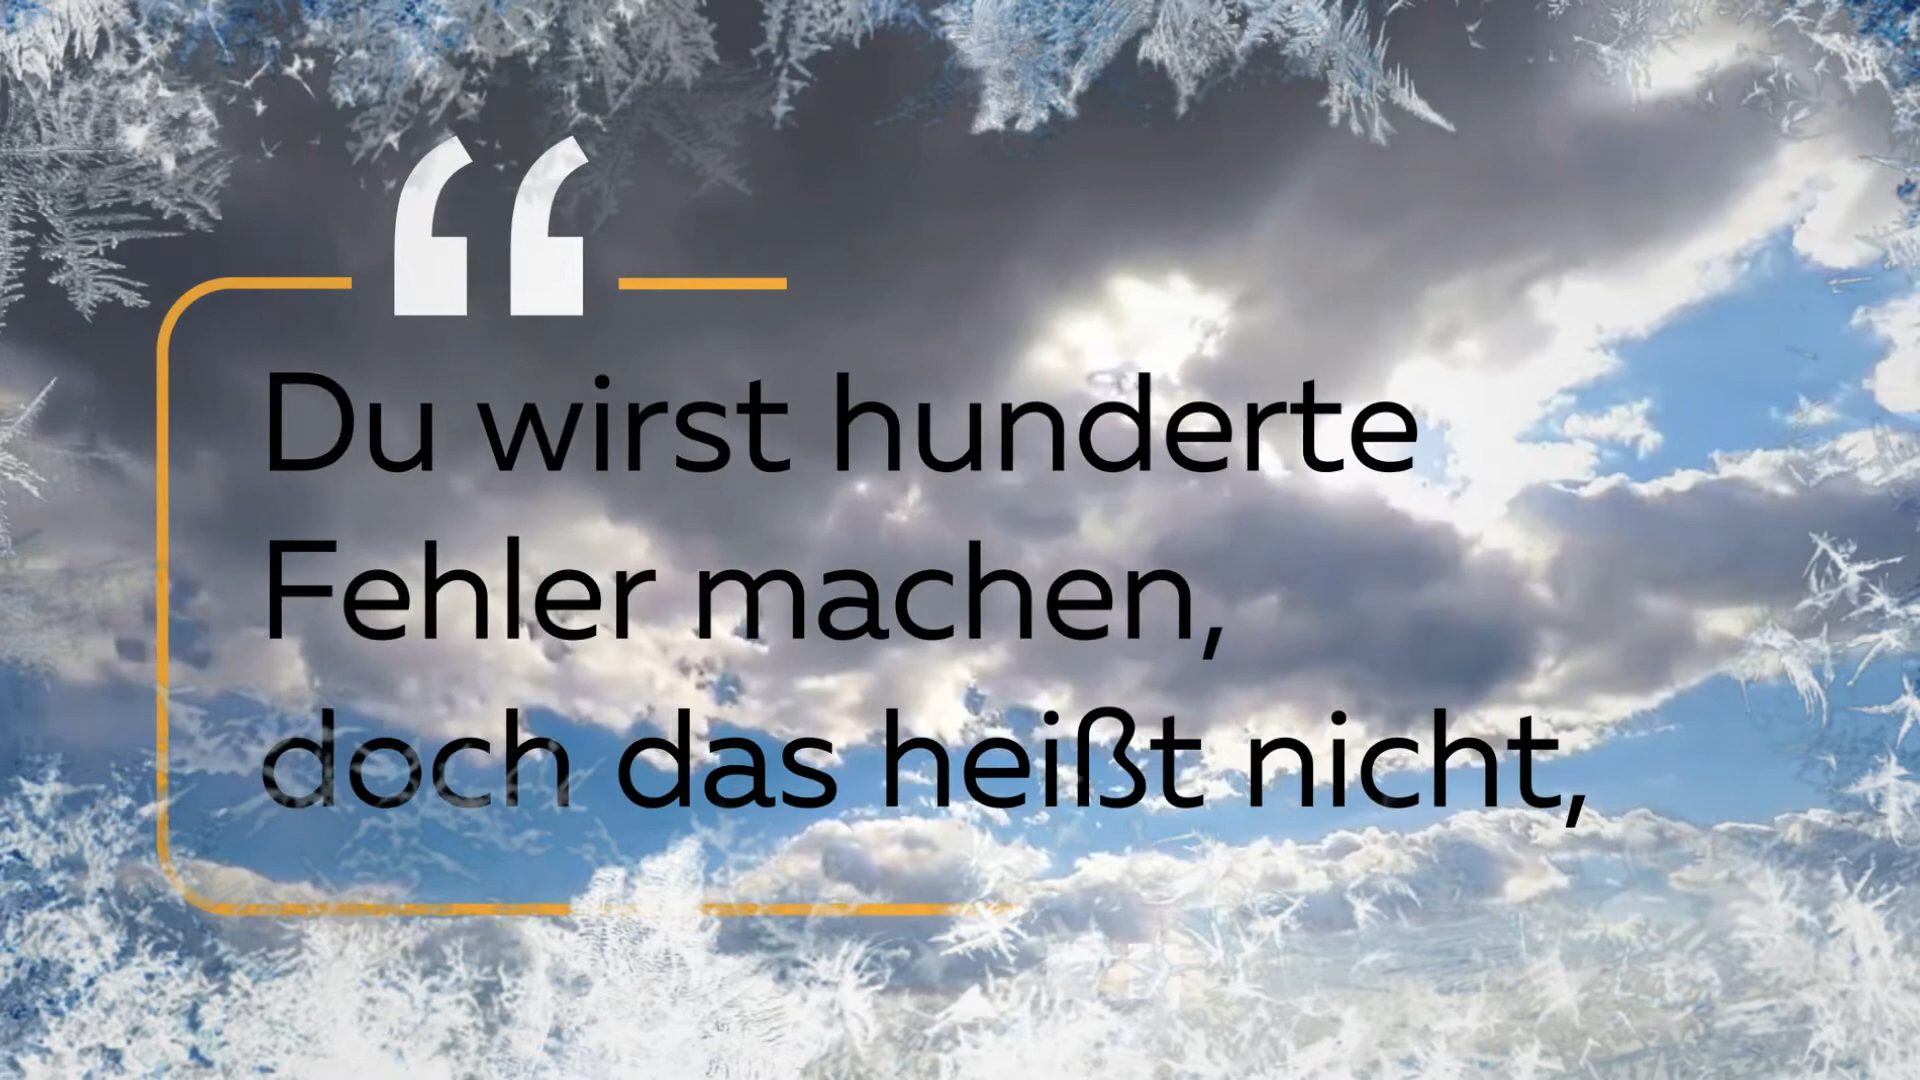 “
Du wirst hunderte
Fehler machen,
doch das heißt nicht,